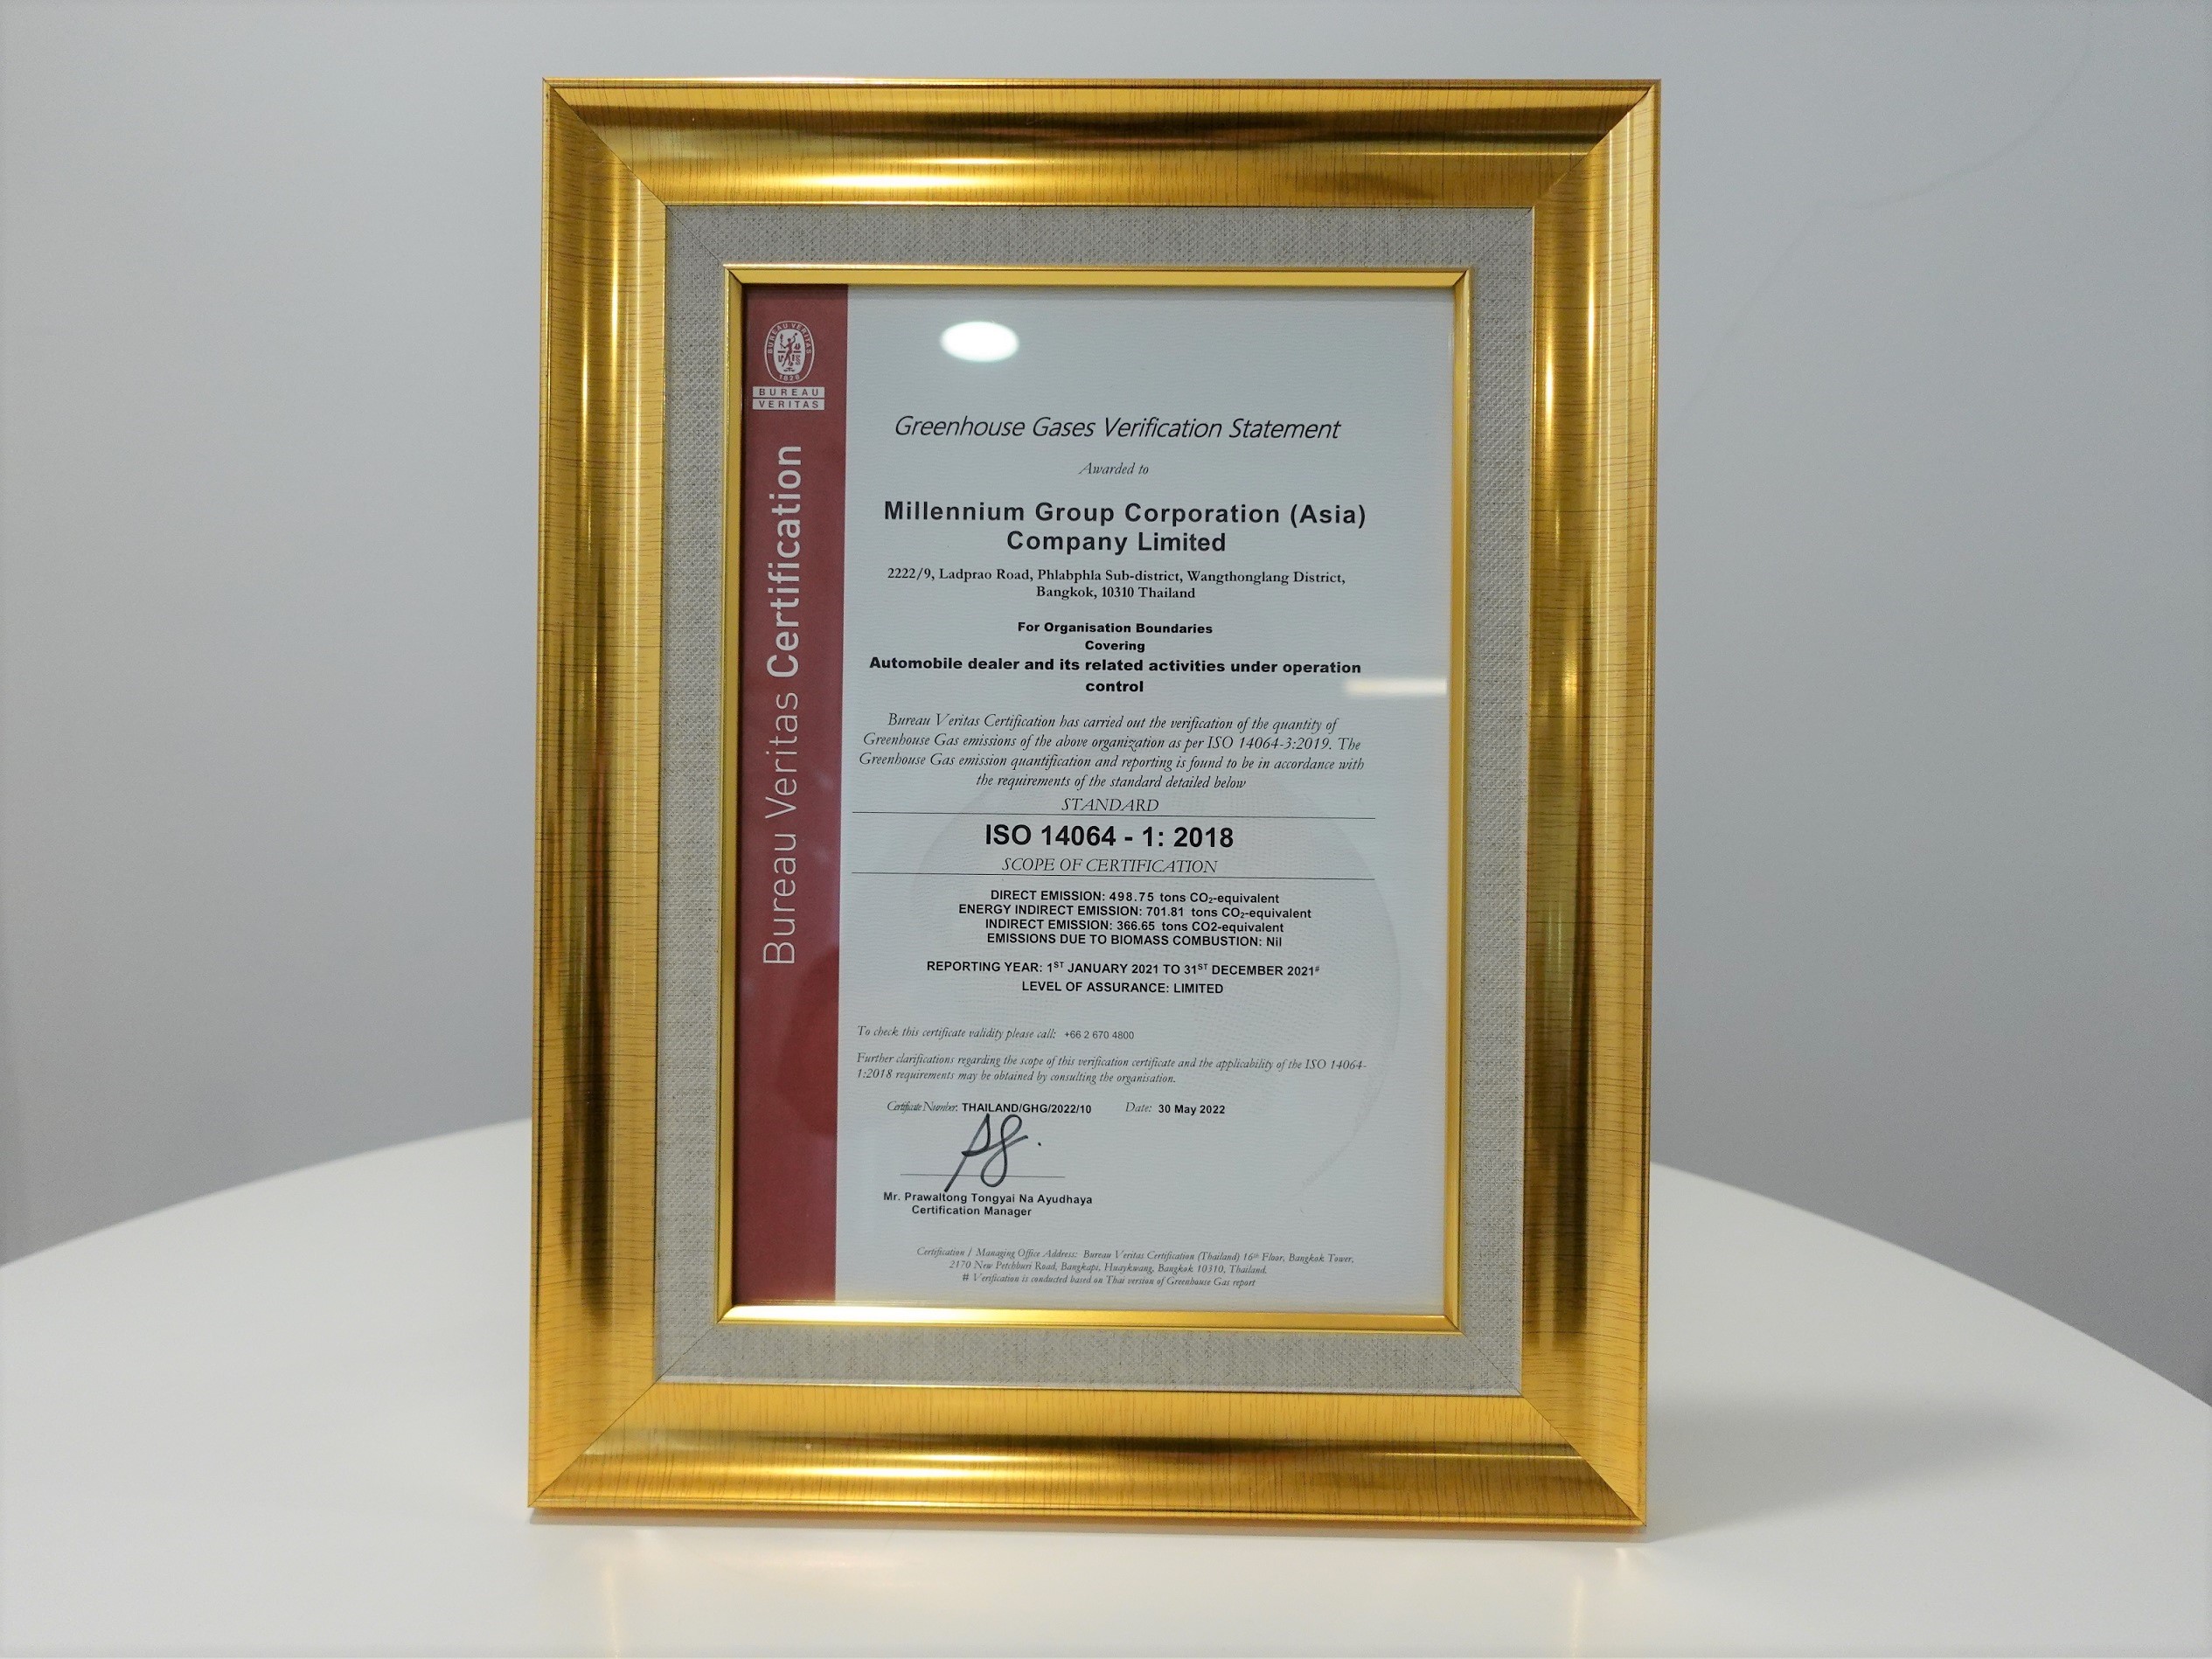 BUREAU VERITAS
1828
BUREAU
VERITAS
Bureau Veritas Certification
Greenhouse Gases Verification Statement
Awarded to
Millennium Group Corporation (Asia)
Company Limited
2222/9, Ladprao Road, Phlabphla Sub-district, Wangthonglang District,
Bangkok, 10310 Thailand
For Organisation Boundaries
Covering
Automobile dealer and its related activities under operation
control
Bureau Veritas Certification has carried out the verification of the quantity of
Greenhouse Gas emissions of the above organization as per ISO 14064-3:2019. The
Greenhouse Gas emission quantification and reporting is found to be in accordance with
the requirements of the standard detailed below
STANDARD
ISO 14064 - 1: 2018
SCOPE OF CERTIFICATION
DIRECT EMISSION: 498.75 tons CO₂-equivalent
ENERGY INDIRECT EMISSION: 701.81 tons CO₂-equivalent
INDIRECT EMISSION: 366.65 tons CO2-equivalent
EMISSIONS DUE TO BIOMASS COMBUSTION: Nil
REPORTING YEAR: 1ST JANUARY 2021 TO 31ST DECEMBER 2021#
LEVEL OF ASSURANCE: LIMITED
To check this certificate validity please call: +66 2 670 4800
Further clarifications regarding the scope of this verification certificate and the applicability of the ISO 14064-
1:2018 requirements may be obtained by consulting the organisation.
Certificate Number: THAILAND/GHG/2022/10 Date: 30 May 2022
Mr. Prawaltong Tongyai Na Ayudhaya
Certification Manager
Certification / Managing Office Address: Bureau Veritas Certification (Thailand) 16th Floor, Bangkok Tower,
2170 New Petchburi Road, Bangkapi, Huaykwang, Bangkok 10310, Thailand.
# Verification is conducted based on Thai version of Greenhouse Gas report